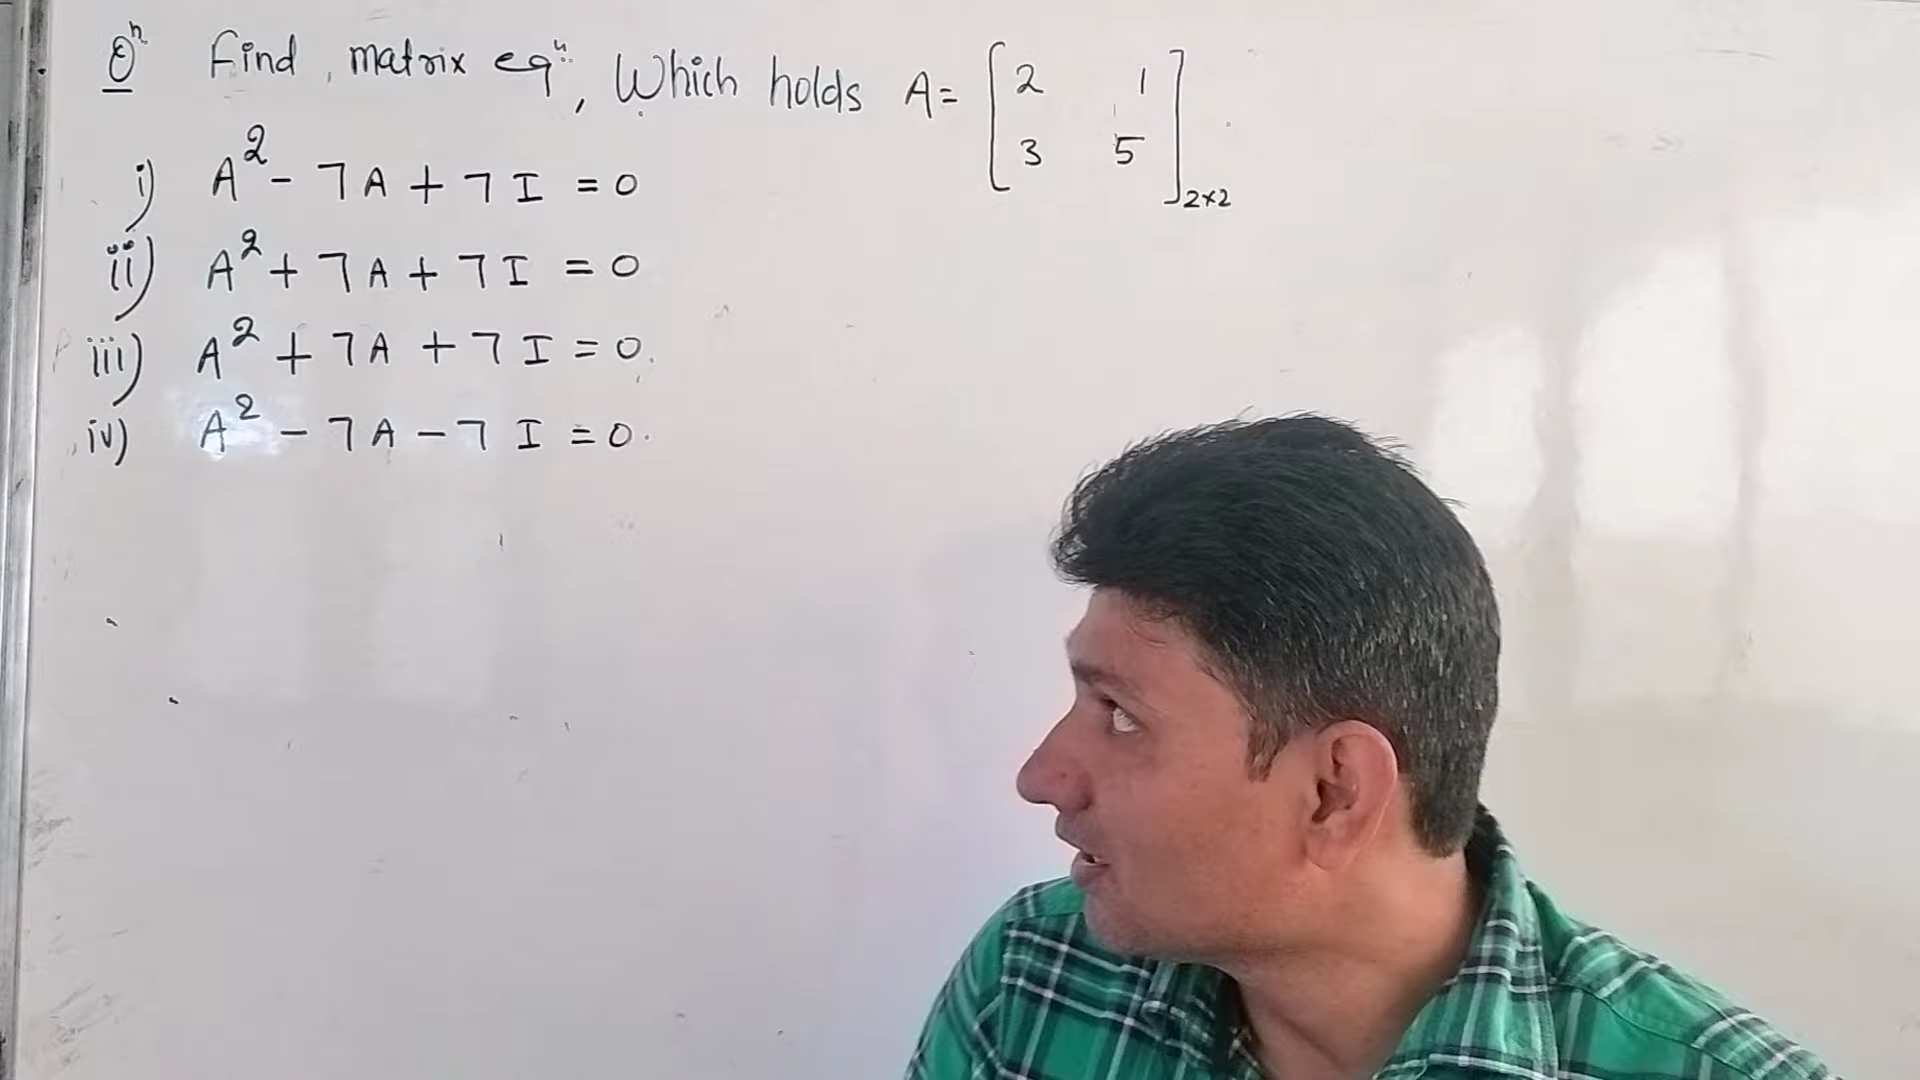 Qⁿ Find matrix eqⁿ, Which holds A= [2 1
3 5]2×2
i) A² - 7A + 7I = 0
ii) A² + 7A + 7I = 0
iii) A² + 7A + 7I = 0.
iv) A² - 7A - 7I = 0.